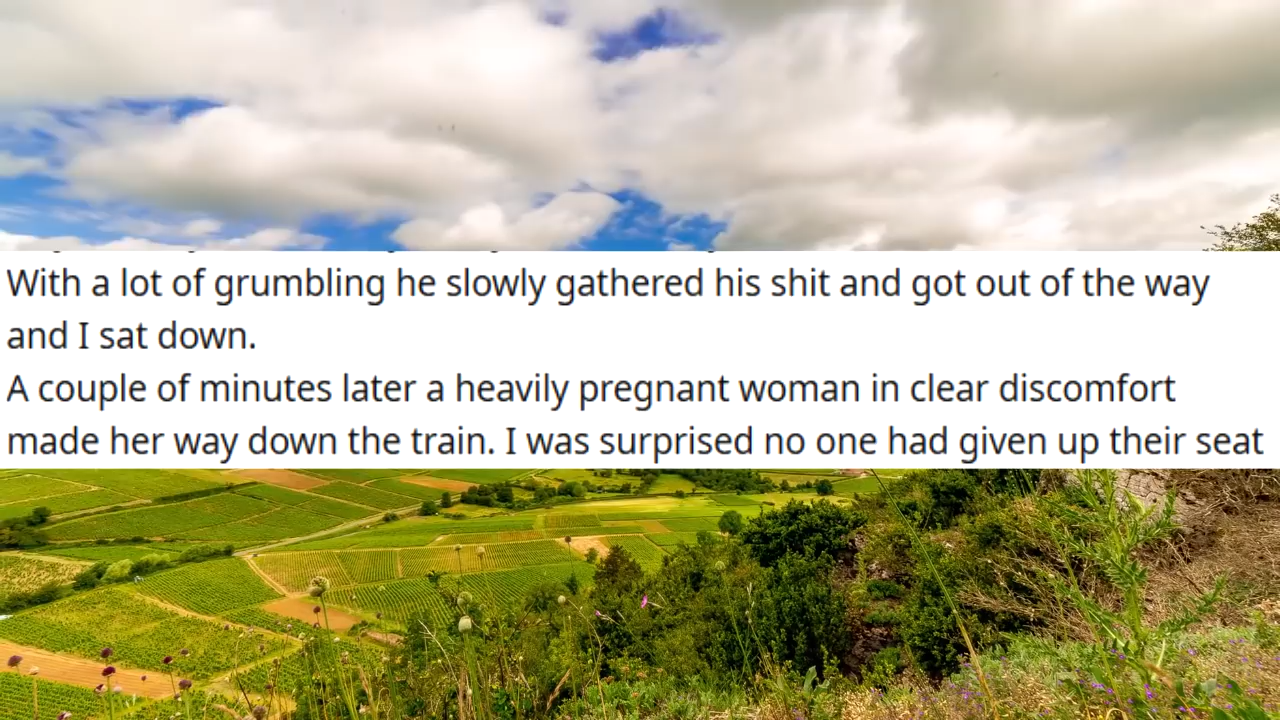 With a lot of grumbling he slowly gathered his shit and got out of the way
and I sat down.
A couple of minutes later a heavily pregnant woman in clear discomfort
made her way down the train. I was surprised no one had given up their seat